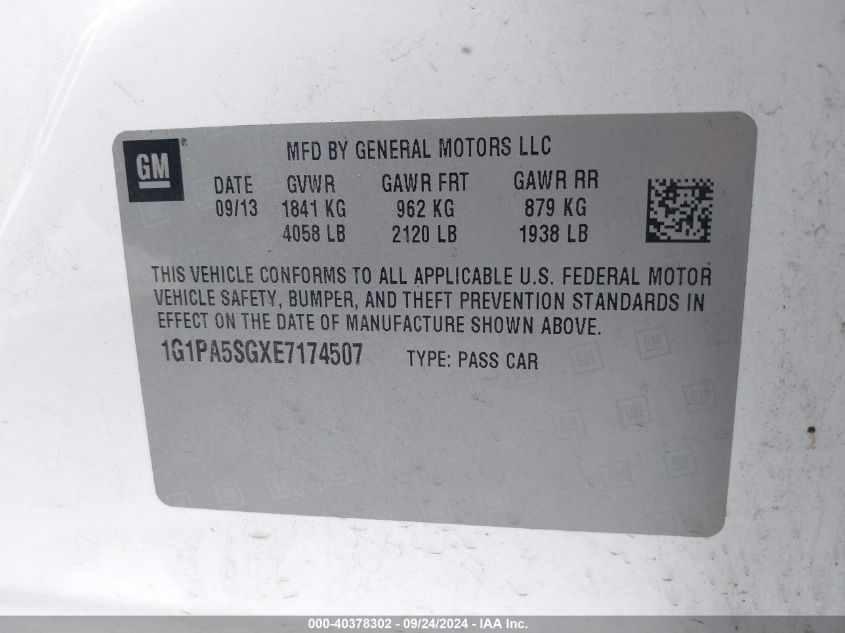 GM ®
MFD BY GENERAL MOTORS LLC
DATE GVWR GAWR FRT GAWR RR
09/13 1841 KG 962 KG 879 KG
4058 LB 2120 LB 1938 LB
THIS VEHICLE CONFORMS TO ALL APPLICABLE U.S. FEDERAL MOTOR
VEHICLE SAFETY, BUMPER, AND THEFT PREVENTION STANDARDS IN
EFFECT ON THE DATE OF MANUFACTURE SHOWN ABOVE.
1G1PA5SGXE7174507 TYPE: PASS CAR
000-40378302 - 09/24/2024 - IAA Inc.